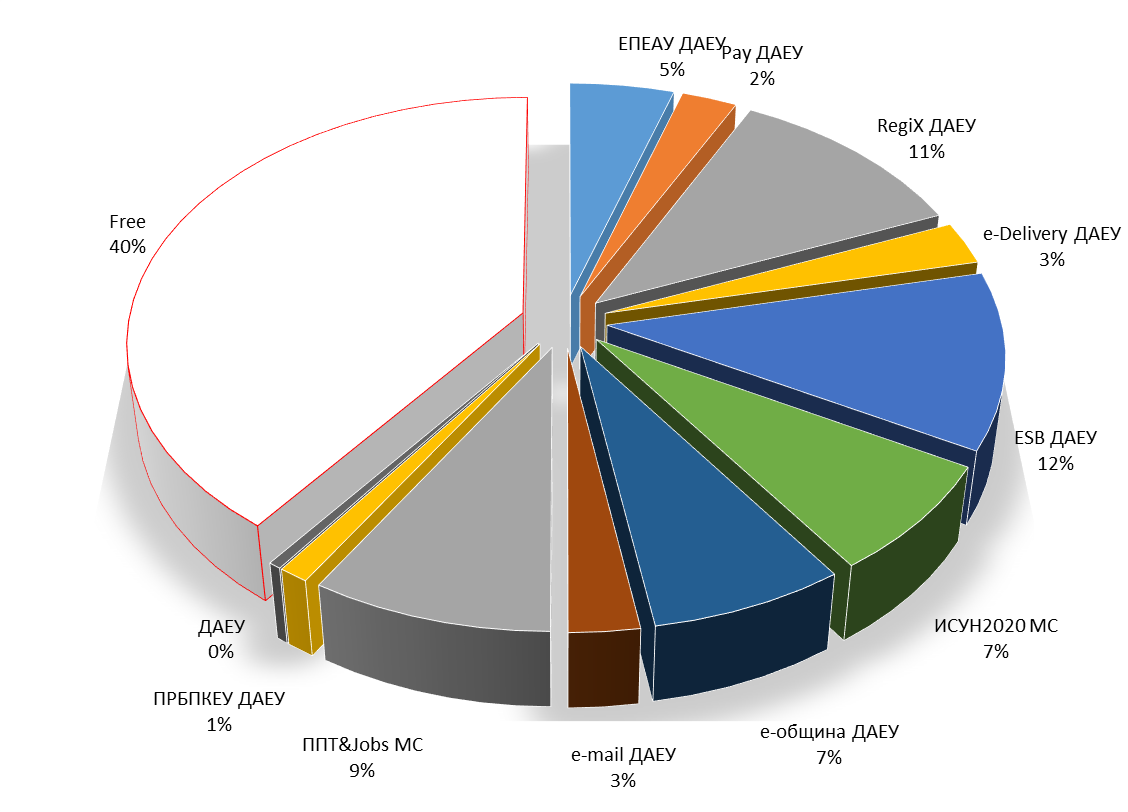 ЕПЕАУ ДАЕУ
5%
Pay ДАЕУ
2%
RegiX ДАЕУ
11%
e-Delivery ДАЕУ
3%
ESB ДАЕУ
12%
ИСУН2020 МС
7%
е-община ДАЕУ
7%
e-mail ДАЕУ
3%
ППТ&Jobs МС
9%
ПРБПКЕУ ДАЕУ
1%
ДАЕУ
0%
Free
40%